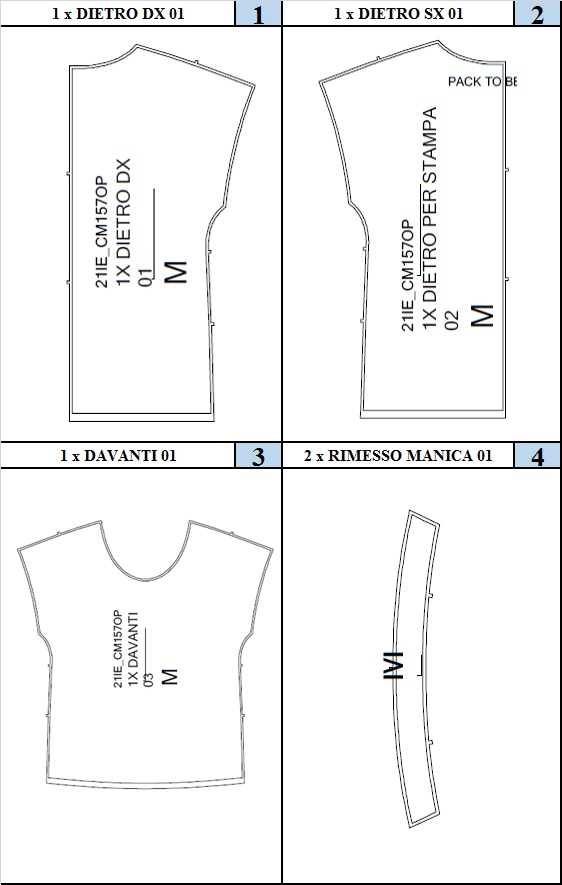 1 x DIETRO DX 01
1
21IE_CM157OP
1X DIETRO DX
01
M
1 x DIETRO SX 01
2
PACK TO BE
21IE_CM157OP
1X DIETRO PER STAMPA
02
M
1 x DAVANTI 01
3
21IE_CM157OP
1X DAVANTI
03
M
2 x RIMESSO MANICA 01
4